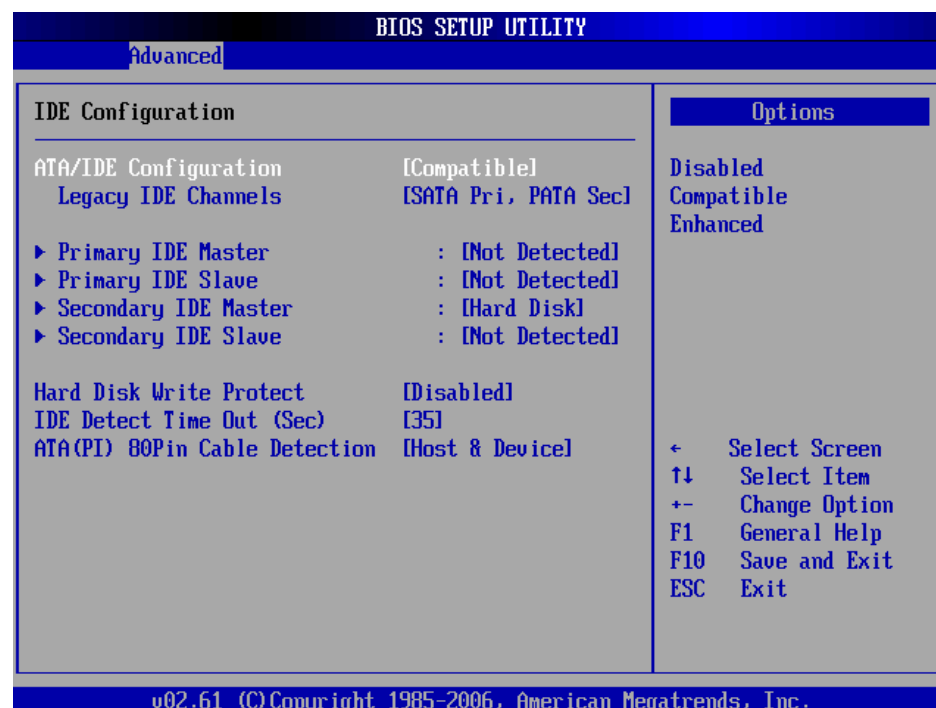 BIOS SETUP UTILITY
Advanced
IDE Configuration
ATA/IDE Configuration [Compatible]
Legacy IDE Channels [SATA Pri, PATA Sec]
▶ Primary IDE Master : [Not Detected]
▶ Primary IDE Slave : [Not Detected]
▶ Secondary IDE Master : [Hard Disk]
▶ Secondary IDE Slave : [Not Detected]
Hard Disk Write Protect [Disabled]
IDE Detect Time Out (Sec) [35]
ATA(PI) 80Pin Cable Detection [Host & Device]
Options
Disabled
Compatible
Enhanced
← Select Screen
↑↓ Select Item
+- Change Option
F1 General Help
F10 Save and Exit
ESC Exit
v02.61 (C)Copyright 1985-2006, American Megatrends, Inc.